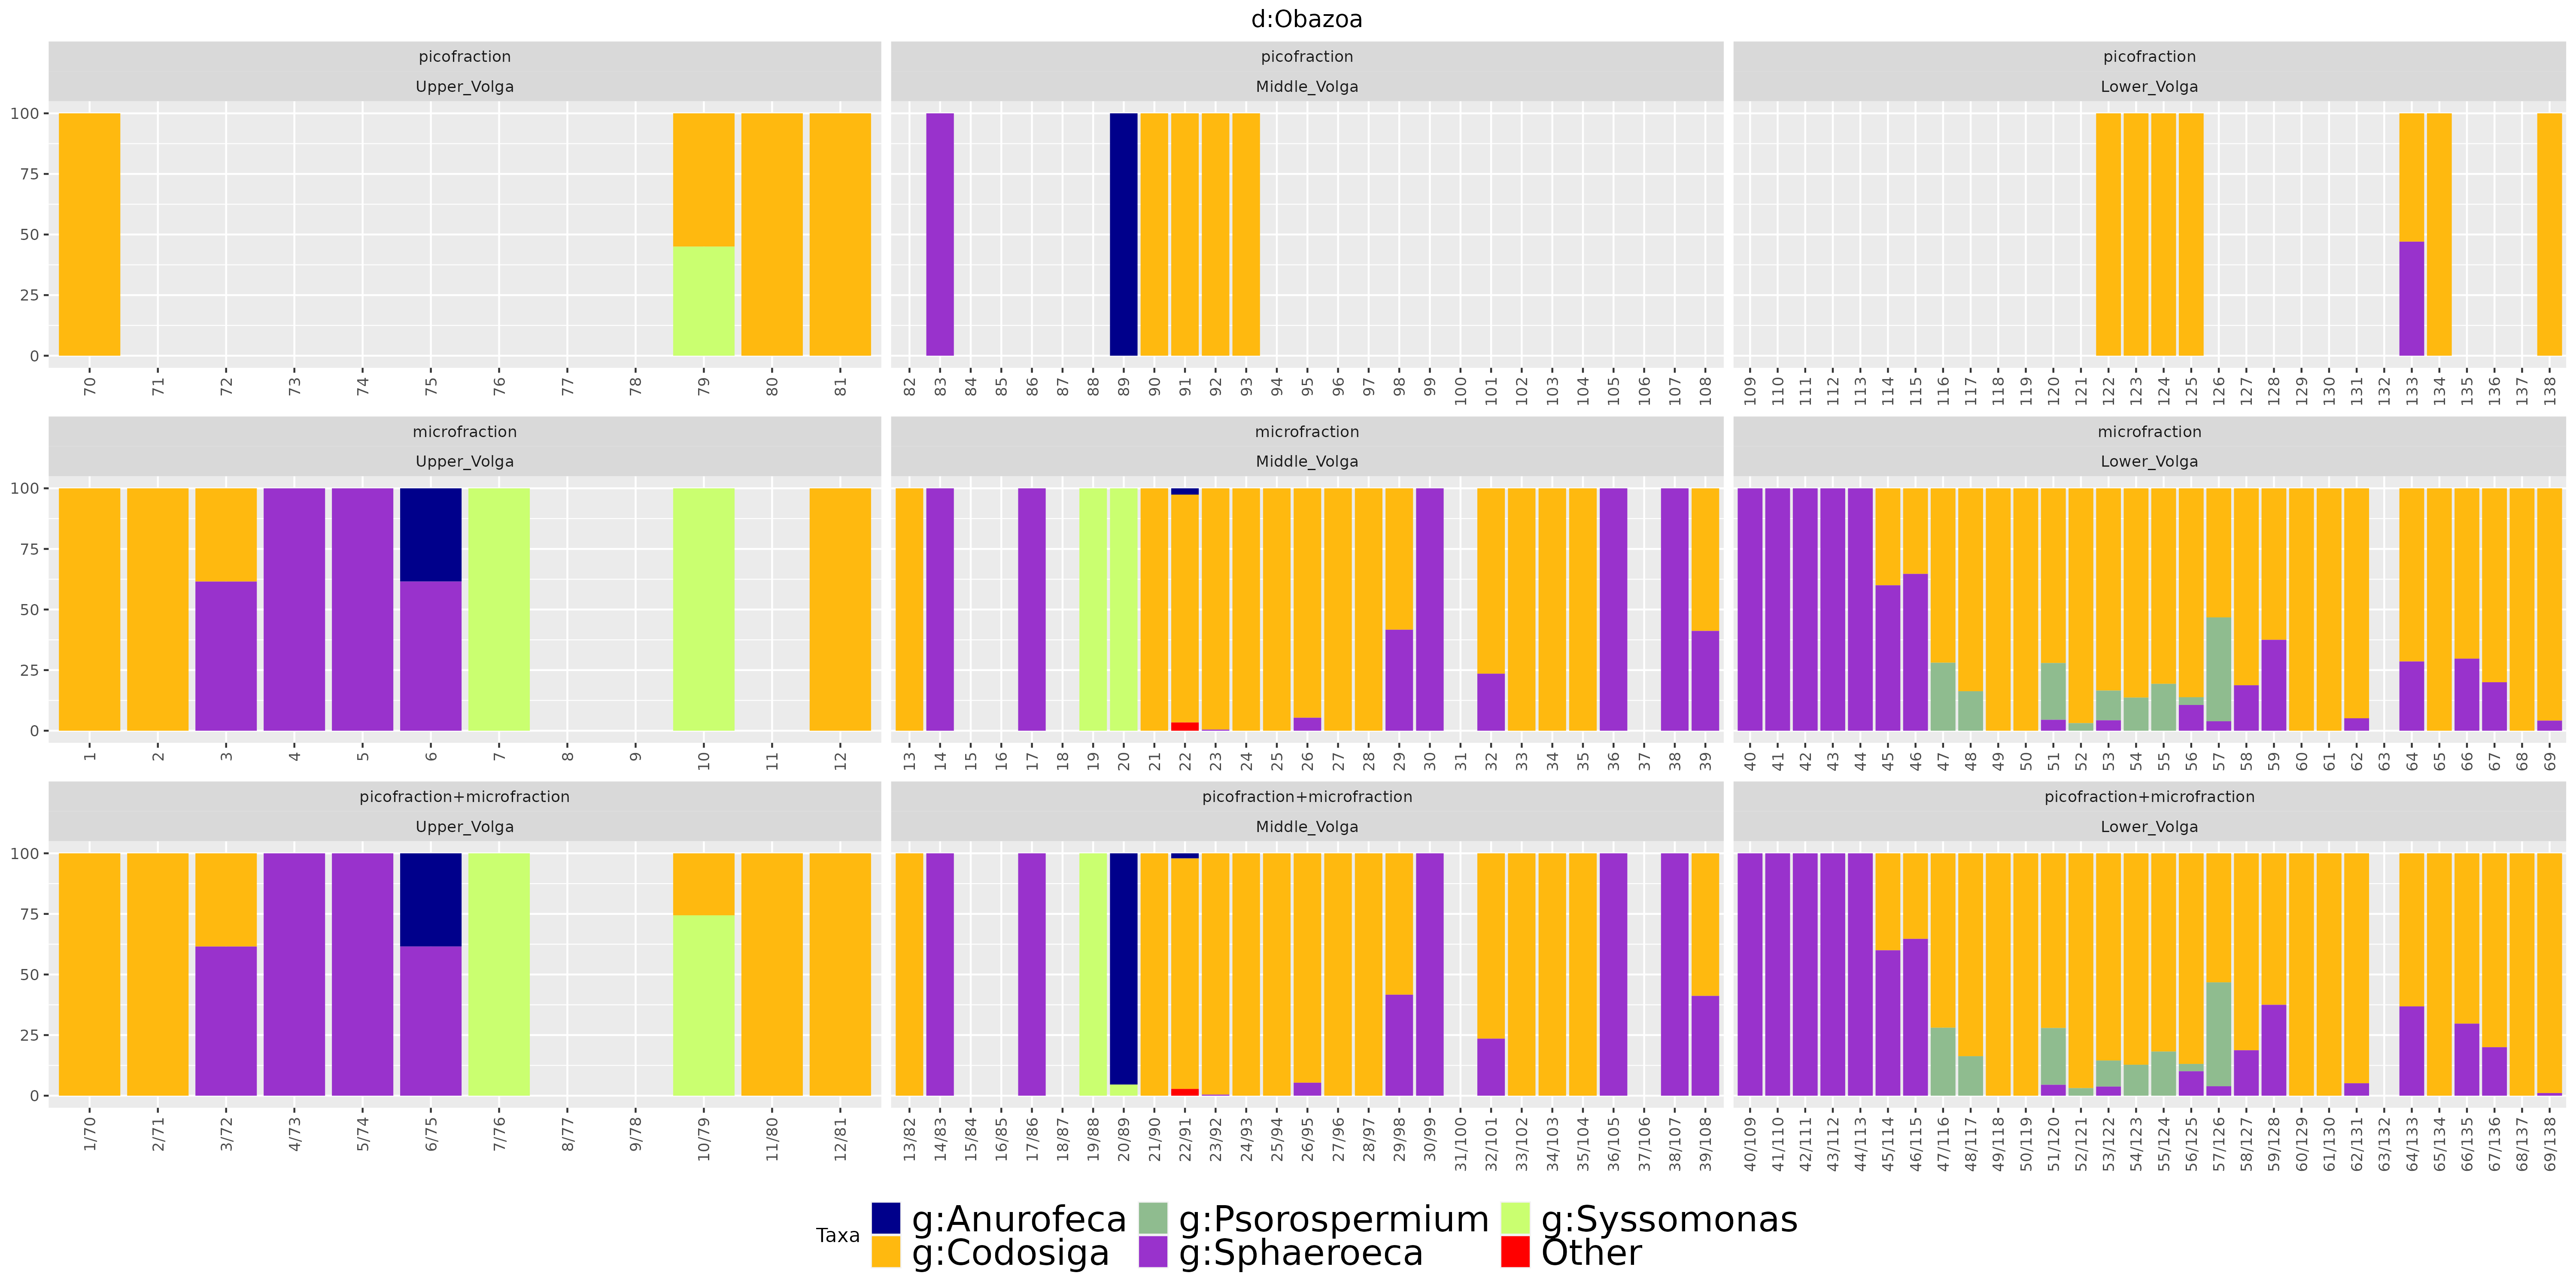 d:Obazoa
picofraction picofraction picofraction
Upper_Volga Middle_Volga Lower_Volga
100
75
50
25
0
70 71 72 73 74 75 76 77 78 79 80 81 82 83 84 85 86 87 88 89 90 91 92 93 94 95 96 97 98 99 100 101 102 103 104 105 106 107 108 109 110 111 112 113 114 115 116 117 118 119 120 121 122 123 124 125 126 127 128 129 130 131 132 133 134 135 136 137 138
microfraction microfraction microfraction
Upper_Volga Middle_Volga Lower_Volga
100
75
50
25
0
1 2 3 4 5 6 7 8 9 10 11 12 13 14 15 16 17 18 19 20 21 22 23 24 25 26 27 28 29 30 31 32 33 34 35 36 37 38 39 40 41 42 43 44 45 46 47 48 49 50 51 52 53 54 55 56 57 58 59 60 61 62 63 64 65 66 67 68 69
picofraction+microfraction picofraction+microfraction picofraction+microfraction
Upper_Volga Middle_Volga Lower_Volga
100
75
50
25
0
1/70 2/71 3/72 4/73 5/74 6/75 7/76 8/77 9/78 10/79 11/80 12/81 13/82 14/83 15/84 16/85 17/86 18/87 19/88 20/89 21/90 22/91 23/92 24/93 25/94 26/95 27/96 28/97 29/98 30/99 31/100 32/101 33/102 34/103 35/104 36/105 37/106 38/107 39/108 40/109 41/110 42/111 43/112 44/113 45/114 46/115 47/116 48/117 49/118 50/119 51/120 52/121 53/122 54/123 55/124 56/125 57/126 58/127 59/128 60/129 61/130 62/131 63/132 64/133 65/134 66/135 67/136 68/137 69/138
Taxa
g:Anurofeca g:Psorospermium g:Syssomonas
g:Codosiga g:Sphaeroeca Other